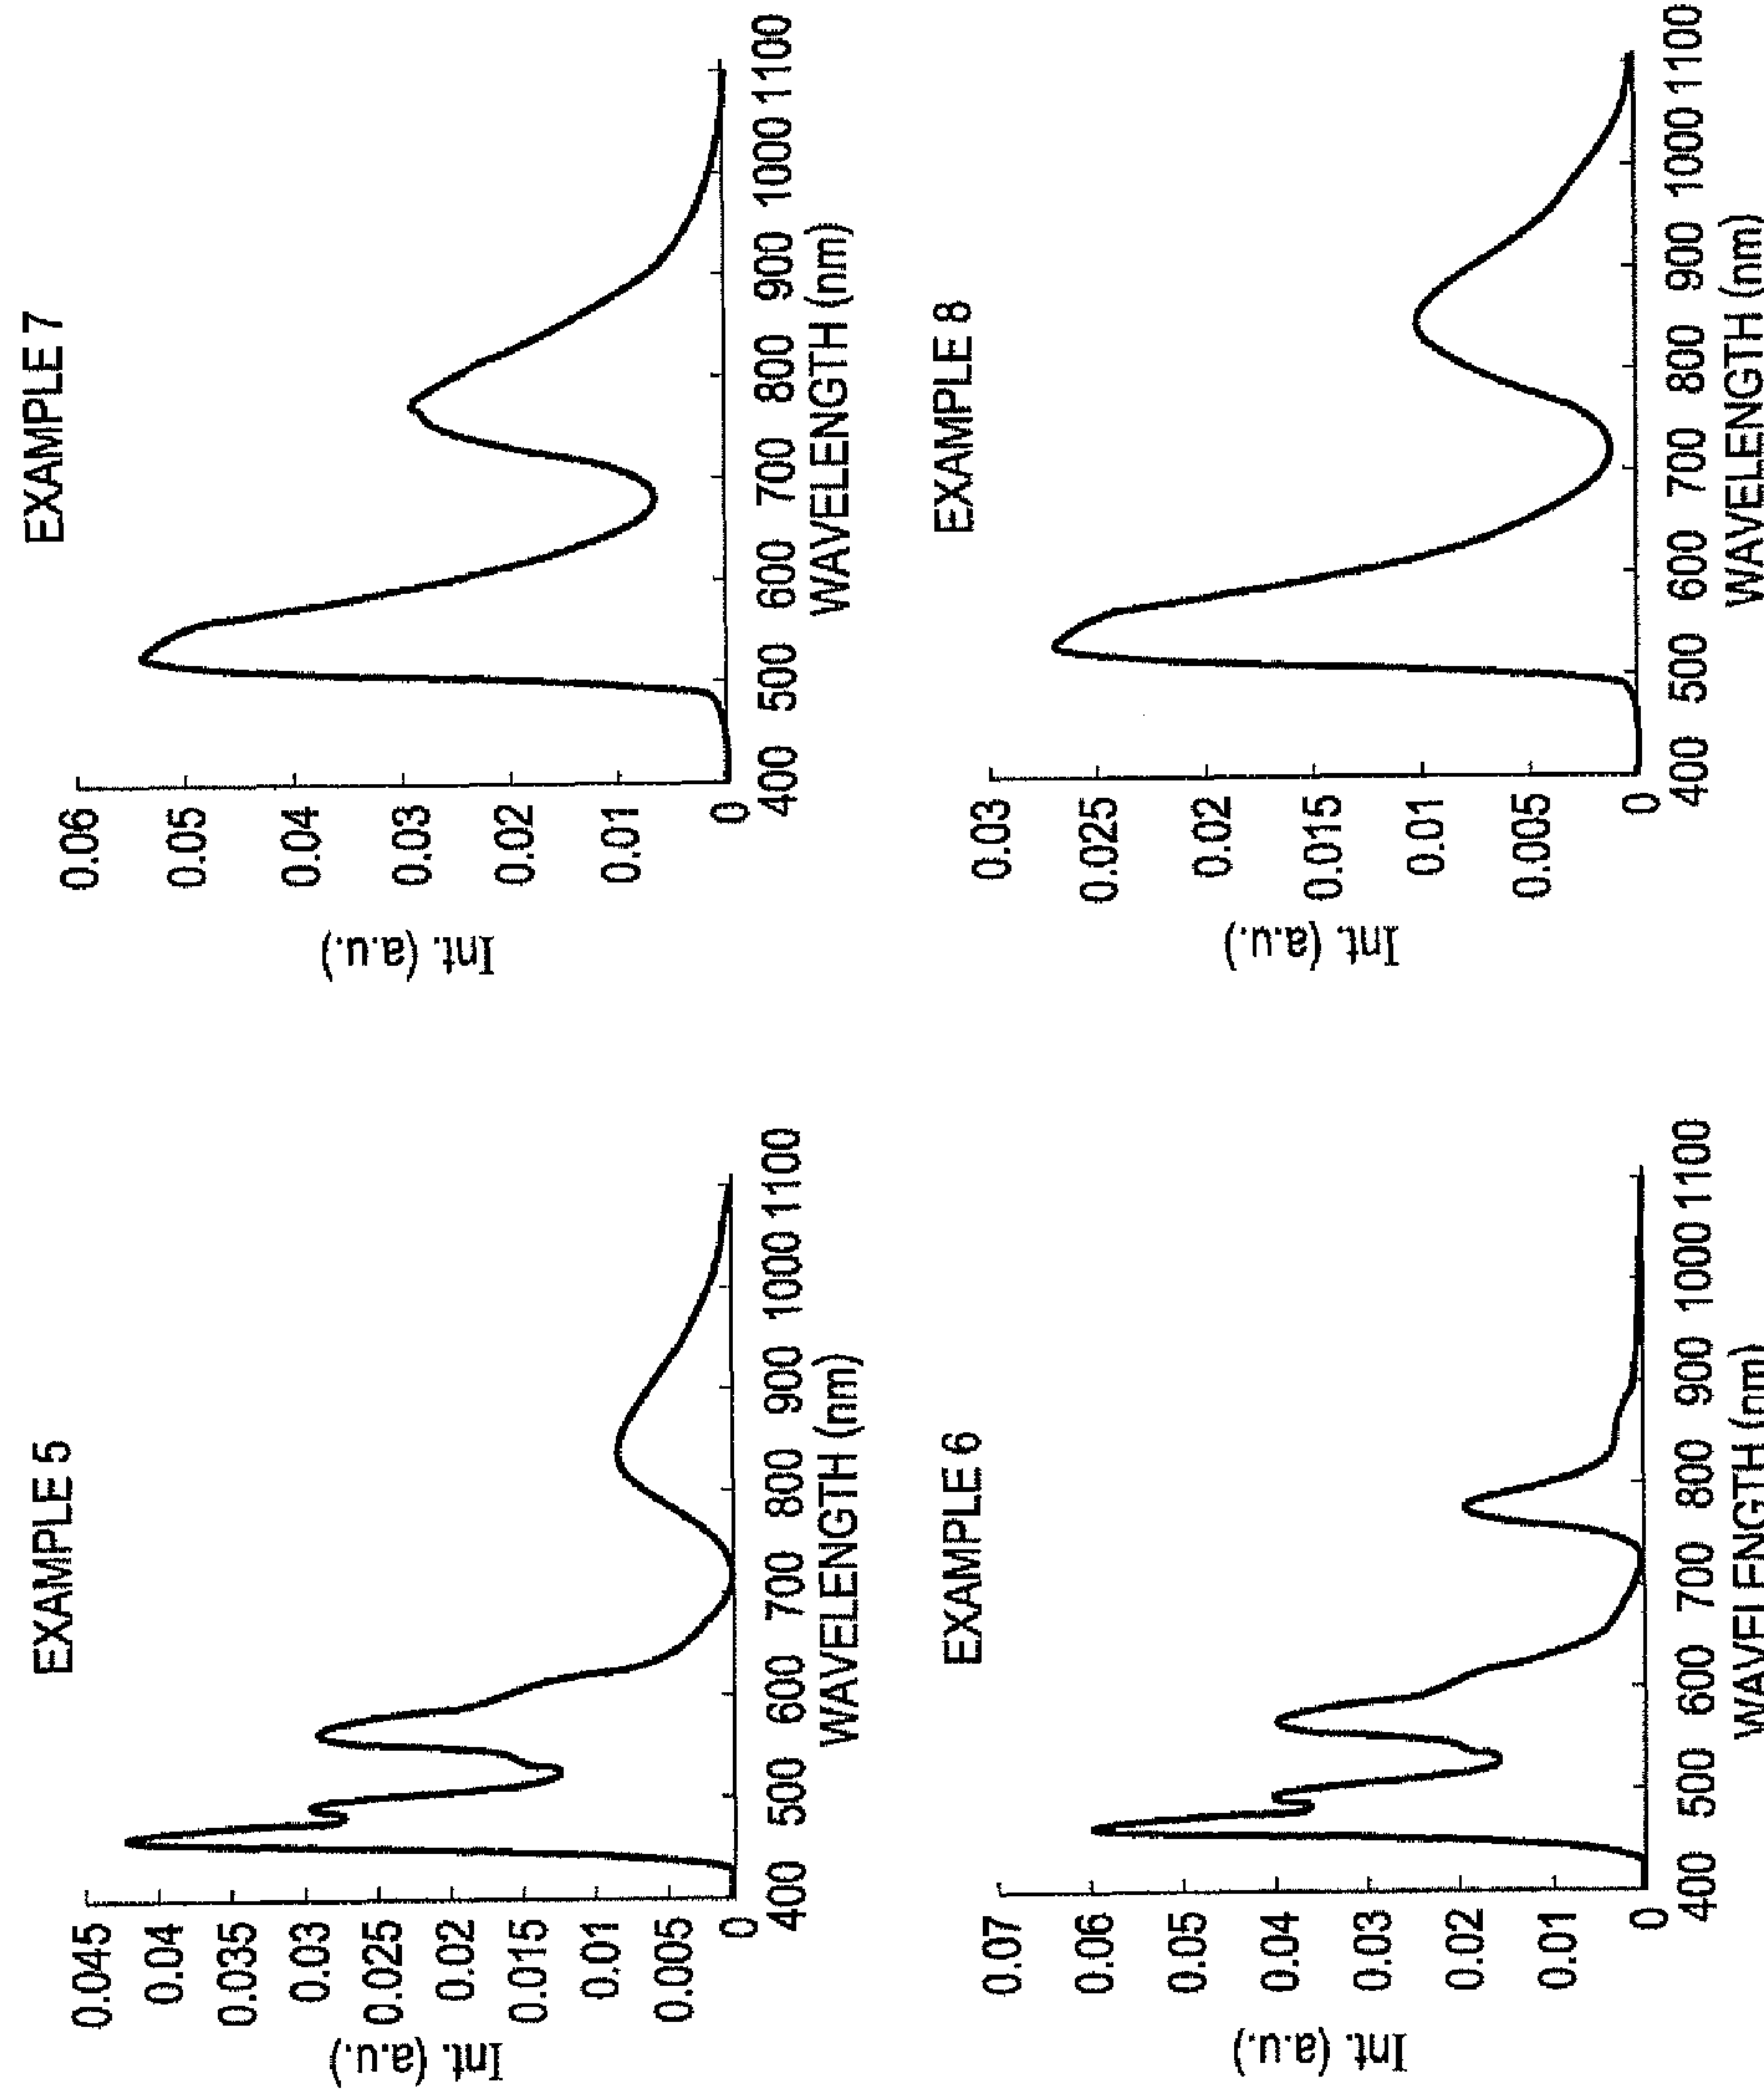 EXAMPLE 5
Int. (a.u.)
0.045
0.04
0.035
0.03
0.025
0.02
0.015
0.01
0.005
0
400 500 600 700 800 900 1000 1100
WAVELENGTH (nm)
EXAMPLE 7
Int. (a.u.)
0.06
0.05
0.04
0.03
0.02
0.01
0
400 500 600 700 800 900 1000 1100
WAVELENGTH (nm)
EXAMPLE 6
Int. (a.u.)
0.07
0.06
0.05
0.04
0.03
0.02
0.01
0
400 500 600 700 800 900 1000 1100
WAVELENGTH (nm)
EXAMPLE 8
Int. (a.u.)
0.03
0.025
0.02
0.015
0.01
0.005
0
400 500 600 700 800 900 1000 1100
WAVELENGTH (nm)